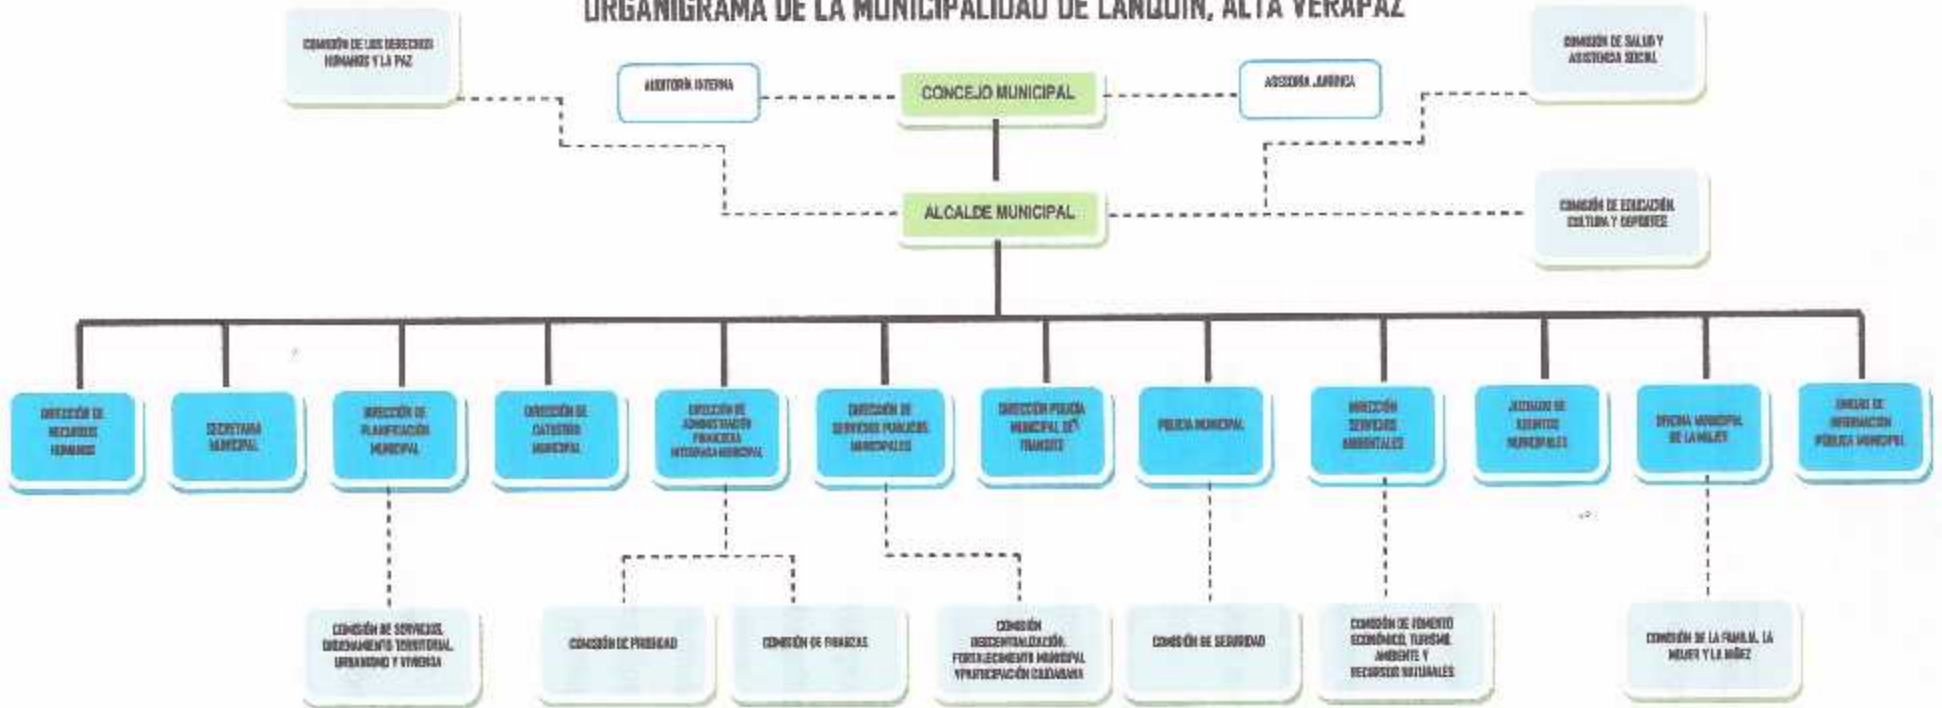 ORGANIGRAMA DE LA MUNICIPALIDAD DE LANQUÍN, ALTA VERAPAZ
COMISIÓN DE LOS DERECHOS
HUMANOS Y LA PAZ
AUDITORÍA INTERNA
CONCEJO MUNICIPAL
ASESORÍA JURÍDICA
COMISIÓN DE SALUD Y
ASISTENCIA SOCIAL
ALCALDE MUNICIPAL
COMISIÓN DE EDUCACIÓN,
CULTURA Y DEPORTES
DIRECCIÓN DE
RECURSOS
HUMANOS
SECRETARIA
MUNICIPAL
DIRECCIÓN DE
PLANIFICACIÓN
MUNICIPAL
DIRECCIÓN DE
CATASTRO
MUNICIPAL
DIRECCIÓN DE
ADMINISTRACIÓN
FINANCIERA
INTEGRADA MUNICIPAL
DIRECCIÓN DE
SERVICIOS PUBLICOS
MUNICIPALES
DIRECCIÓN POLICÍA
MUNICIPAL DE
TRANSITO
POLICIA MUNICIPAL
DIRECCIÓN
SERVICIOS
AMBIENTALES
JUZGADO DE
ASUNTOS
MUNICIPALES
OFICINA MUNICIPAL
DE LA MUJER
UNIDAD DE
INFORMACIÓN
PÚBLICA MUNICIPAL
COMISIÓN DE SERVICIOS,
ORDENAMIENTO TERRITORIAL,
URBANISMO Y VIVIENDA
COMISIÓN DE PROBIDAD
COMISIÓN DE FINANZAS
COMISIÓN
DESCENTRALIZACIÓN,
FORTALECIMIENTO MUNICIPAL
Y PARTICIPACIÓN CIUDADANA
COMISIÓN DE SEGURIDAD
COMISIÓN DE FOMENTO
ECONÓMICO, TURISMO,
AMBIENTE Y
RECURSOS NATURALES
COMISIÓN DE LA FAMILIA, LA
MUJER Y LA NIÑEZ